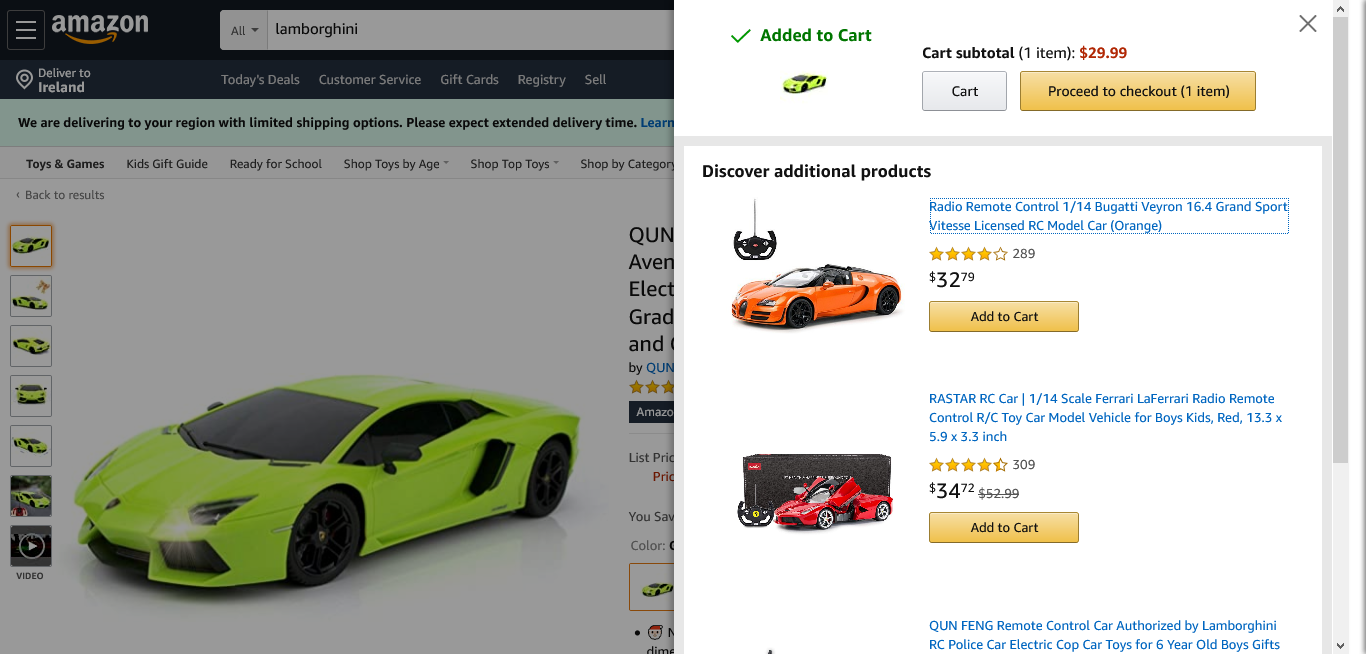 amazon
All
lamborghini
Deliver to
Ireland
Today's Deals Customer Service Gift Cards Registry Sell
We are delivering to your region with limited shipping options. Please expect extended delivery time. Learn
Toys & Games Kids Gift Guide Ready for School Shop Toys by Age Shop Top Toys Shop by Category
‹ Back to results
VIDEO
QUN
Aven
Elect
Grad
and
by QUN
Amazo
List Pric
Pric
You Sav
Color:
N
dime
Added to Cart
Cart subtotal (1 item): $29.99
Cart
Proceed to checkout (1 item)
Discover additional products
Radio Remote Control 1/14 Bugatti Veyron 16.4 Grand Sport
Vitesse Licensed RC Model Car (Orange)
289
$32 79
Add to Cart
RASTAR RC Car | 1/14 Scale Ferrari LaFerrari Radio Remote
Control R/C Toy Car Model Vehicle for Boys Kids, Red, 13.3 x
5.9 x 3.3 inch
309
$34 72 $52.99
Add to Cart
QUN FENG Remote Control Car Authorized by Lamborghini
RC Police Car Electric Cop Car Toys for 6 Year Old Boys Gifts